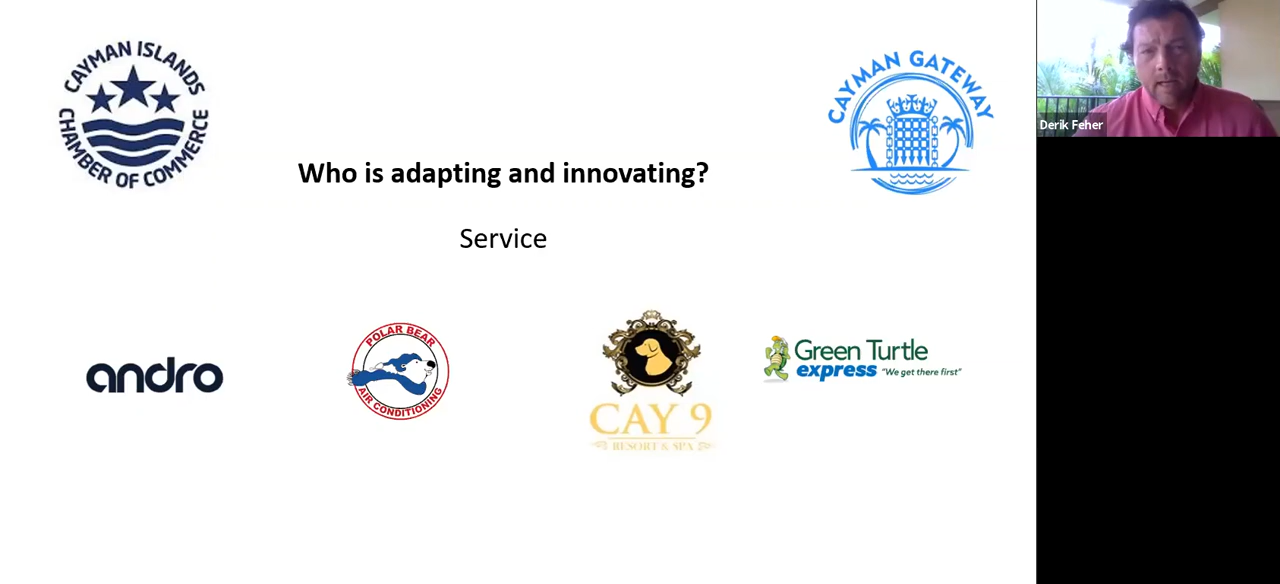 CAYMAN ISLANDS
CHAMBER OF COMMERCE
CAYMAN GATEWAY
Derik Feher
Who is adapting and innovating?
Service
andro
POLAR BEAR
AIR CONDITIONING
CAY 9
RESORT & SPA
Green Turtle
express "We get there first"